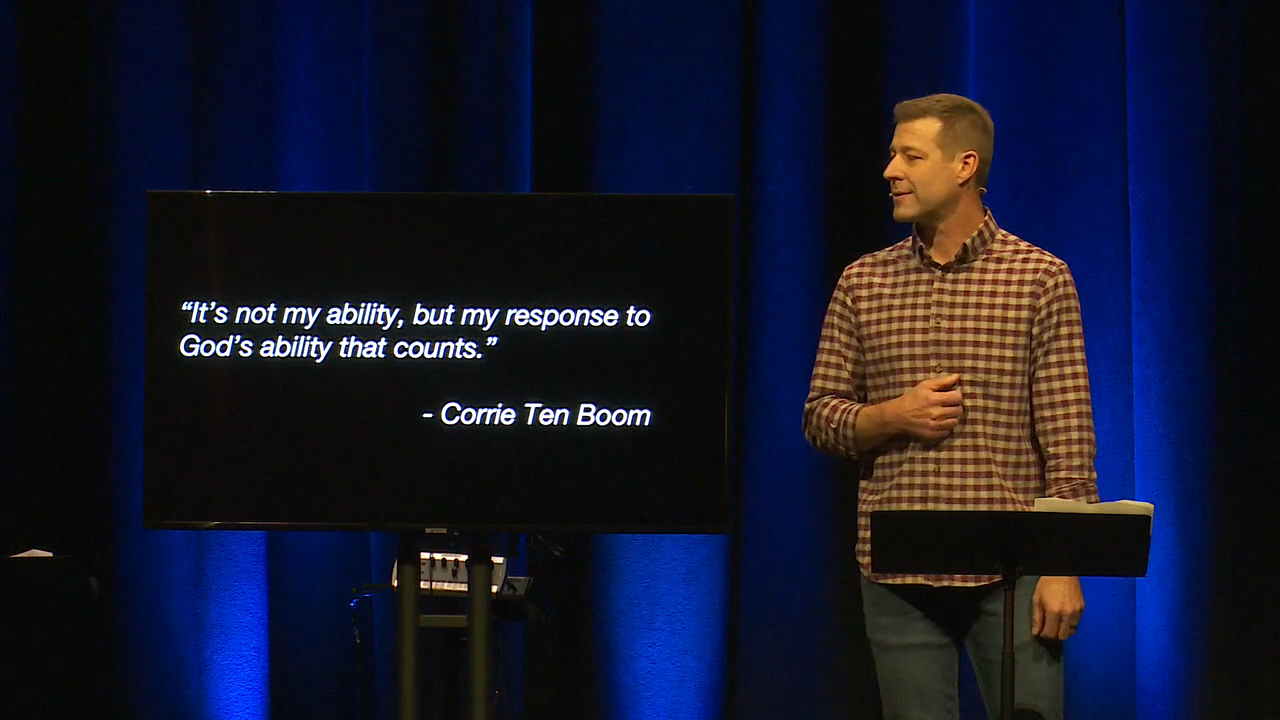 “It’s not my ability, but my response to
God’s ability that counts.”
- Corrie Ten Boom